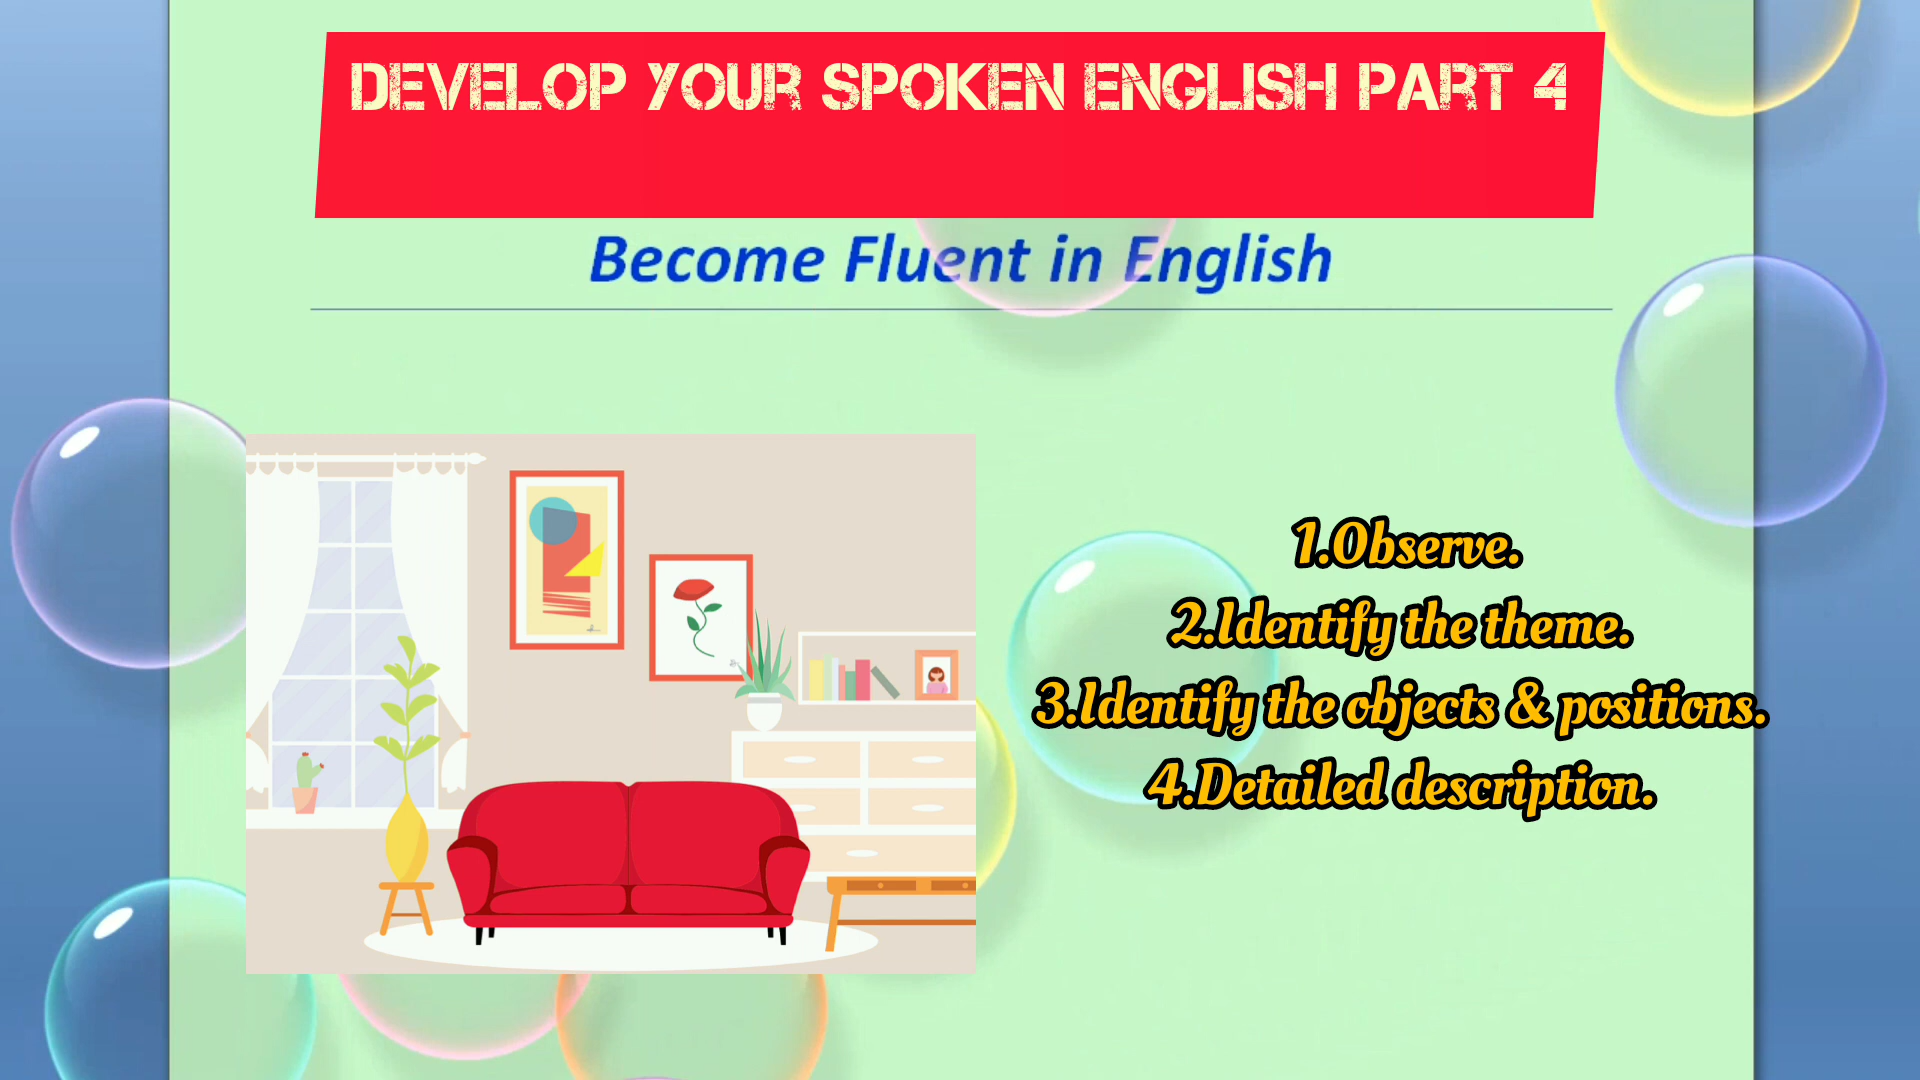 DEVELOP YOUR SPOKEN ENGLISH PART 4
Become Fluent in English
1.Observe.
2.Identify the theme.
3.Identify the objects & positions.
4.Detailed description.